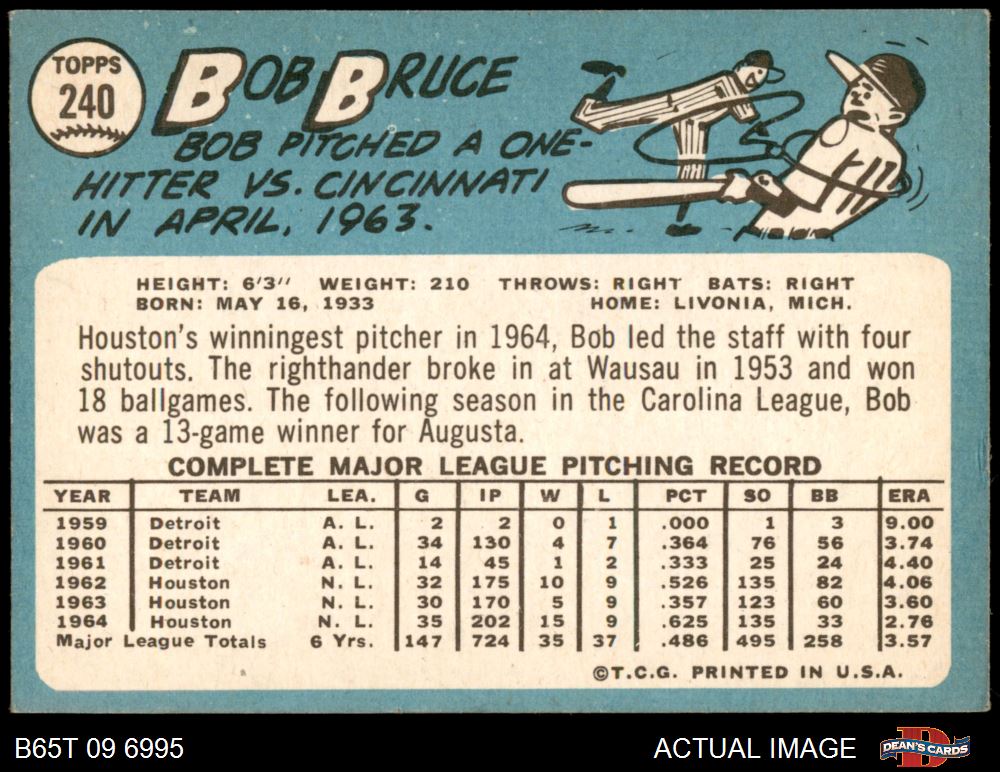 TOPPS
240
BOB BRUCE
BOB PITCHED A ONE-
HITTER VS. CINCINNATI
IN APRIL, 1963.
HEIGHT: 6'3" WEIGHT: 210 THROWS: RIGHT BATS: RIGHT
BORN: MAY 16, 1933 HOME: LIVONIA, MICH.
Houston's winningest pitcher in 1964, Bob led the staff with four
shutouts. The righthander broke in at Wausau in 1953 and won
18 ballgames. The following season in the Carolina League, Bob
was a 13-game winner for Augusta.
COMPLETE MAJOR LEAGUE PITCHING RECORD
YEAR TEAM LEA. G IP W L PCT SO BB ERA
1959 Detroit A. L. 2 2 0 1 .000 1 3 9.00
1960 Detroit A. L. 34 130 4 7 .364 76 56 3.74
1961 Detroit A. L. 14 45 1 2 .333 25 24 4.40
1962 Houston N. L. 32 175 10 9 .526 135 82 4.06
1963 Houston N. L. 30 170 5 9 .357 123 60 3.60
1964 Houston N. L. 35 202 15 9 .625 135 33 2.76
Major League Totals 6 Yrs. 147 724 35 37 .486 495 258 3.57
©T.C.G. PRINTED IN U.S.A.
B65T 09 6995 ACTUAL IMAGE D DEAN'S CARDS